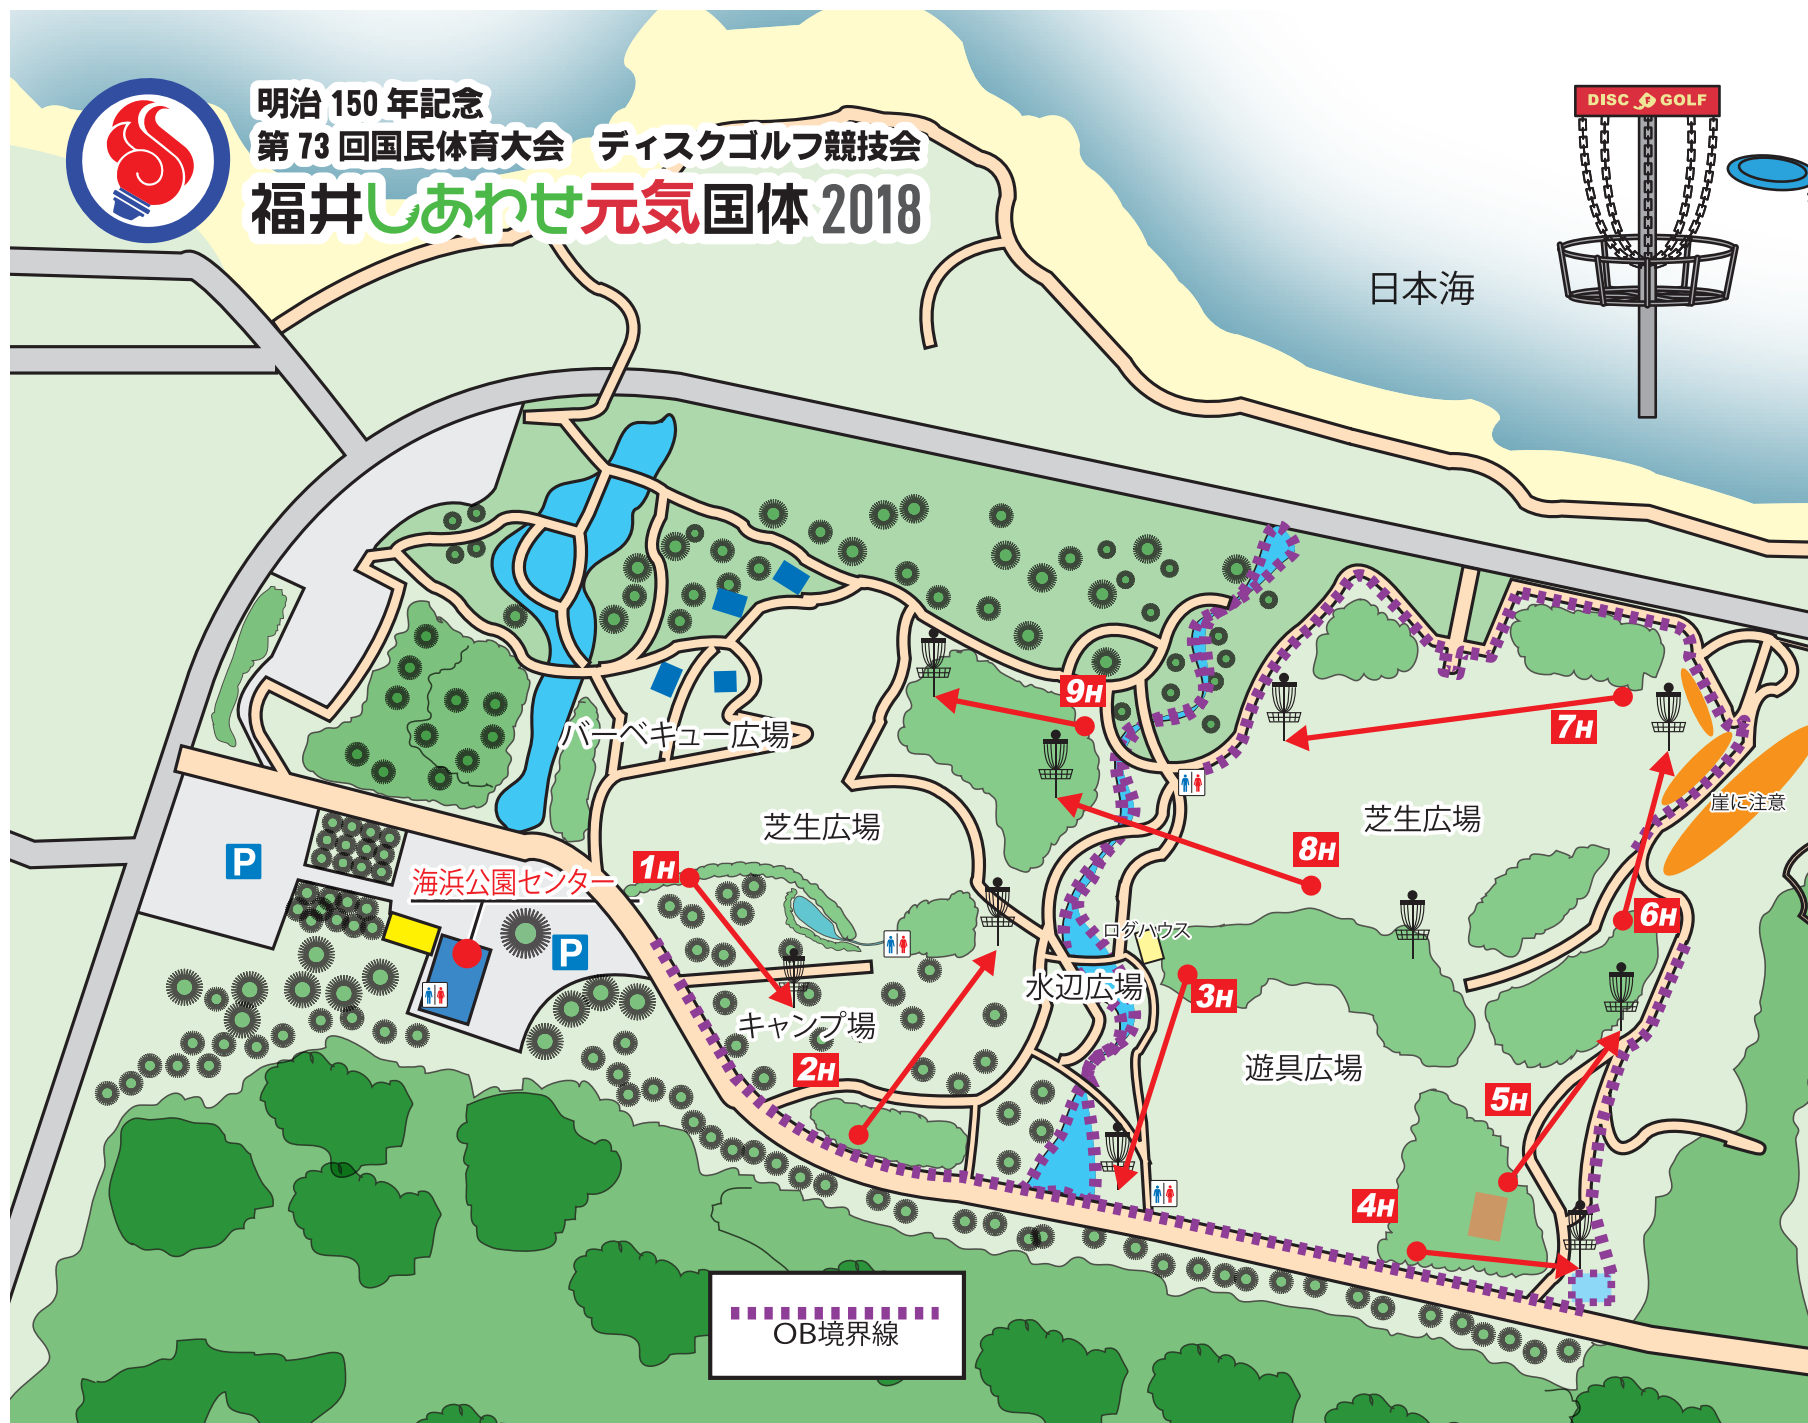 明治150年記念
第73回国民体育大会　ディスクゴルフ競技会
福井しあわせ元気国体 2018
DISC GOLF
日本海
バーベキュー広場
9H
7H
崖に注意
芝生広場
芝生広場
8H
P
海浜公園センター
1H
6H
ログハウス
P
水辺広場
3H
キャンプ場
2H
遊具広場
5H
4H
OB境界線